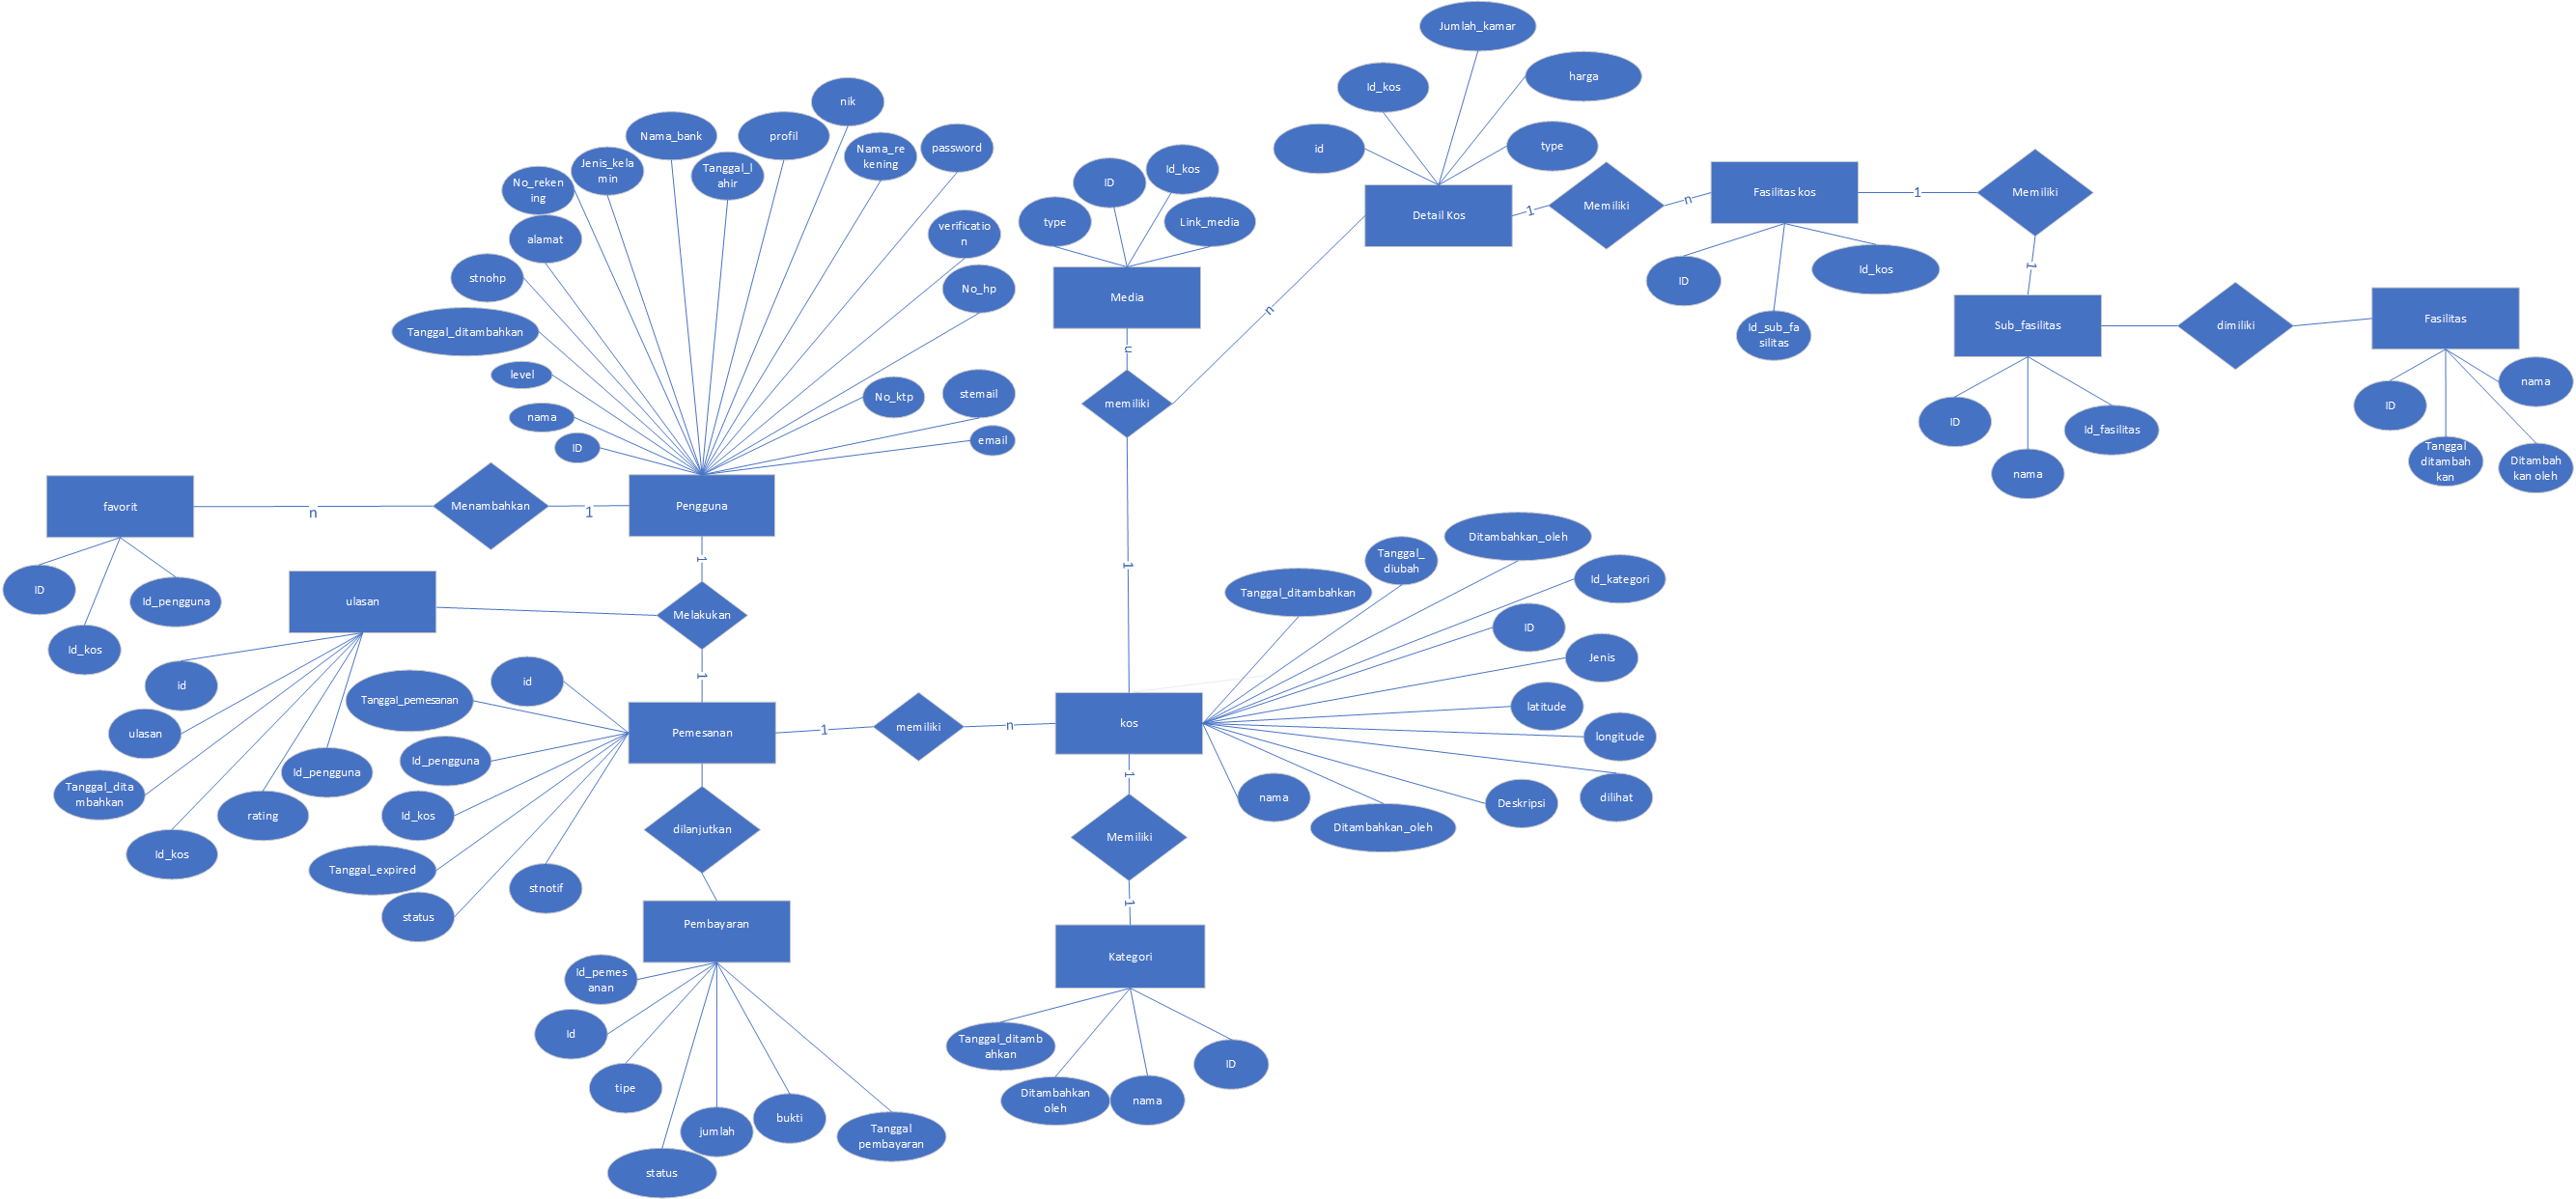 Jumlah_kamar
harga
Id_kos
id
type
Detail Kos
1
Memiliki
n
Fasilitas kos
1
Memiliki
1
ID
Id_sub_fa
silitas
Id_kos
Sub_fasilitas
dimiliki
Fasilitas
ID
nama
Id_fasilitas
ID
Tanggal
ditambah
kan
Ditambah
kan oleh
nama
nik
Nama_bank
profil
Jenis_kela
min
Tanggal_l
ahir
Nama_re
kening
password
No_reken
ing
alamat
verificatio
n
stnohp
No_hp
Tanggal_ditambahkan
level
No_ktp
stemail
nama
ID
email
Pengguna
type
ID
Id_kos
Link_media
Media
n
memiliki
n
1
favorit
n
Menambahkan
1
ID
Id_kos
Id_pengguna
1
ulasan
Melakukan
1
id
ulasan
Tanggal_dita
mbahkan
Id_kos
rating
Id_pengguna
id
Tanggal_pemesanan
Id_pengguna
Id_kos
Tanggal_expired
status
stnotif
Pemesanan
1
memiliki
n
kos
Tanggal_ditambahkan
Tanggal_
diubah
Ditambahkan_oleh
Id_kategori
ID
Jenis
latitude
longitude
dilihat
Deskripsi
Ditambahkan_oleh
nama
1
Memiliki
1
Kategori
Tanggal_ditamb
ahkan
Ditambahkan
oleh
nama
ID
dilanjutkan
Pembayaran
Id_pemes
anan
Id
tipe
status
jumlah
bukti
Tanggal
pembayaran